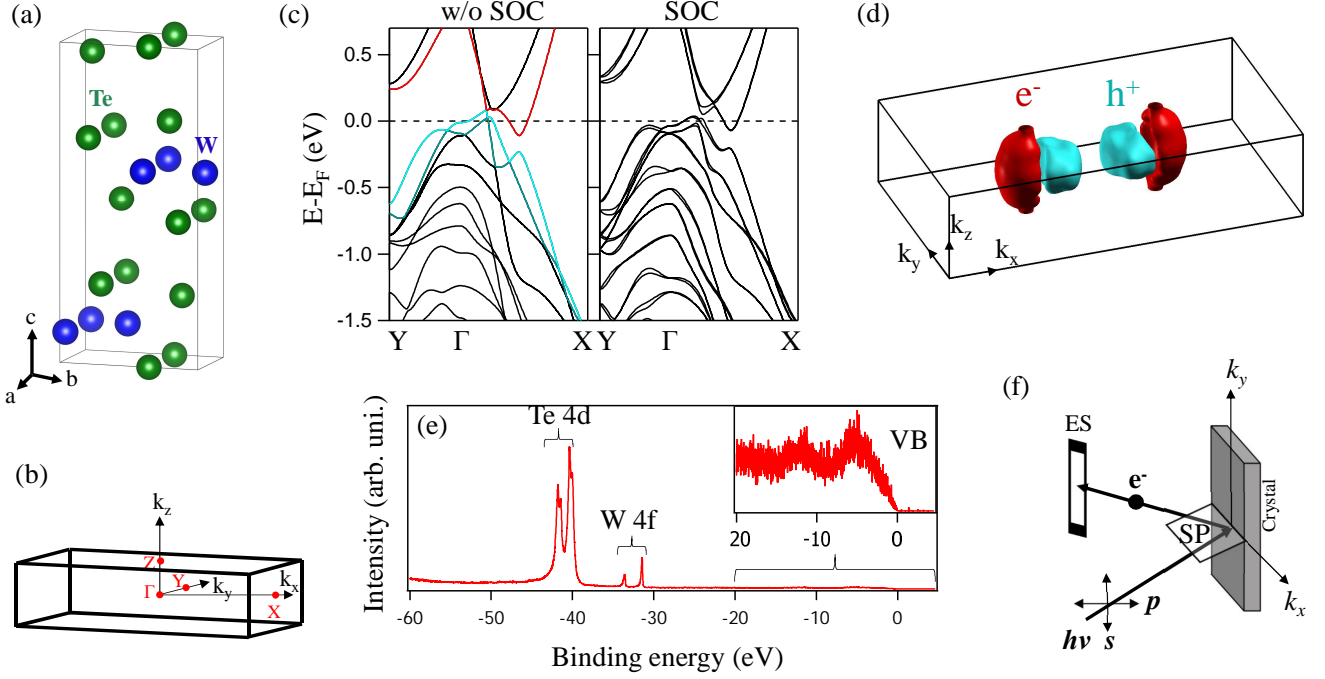 (a)
Te
W
c
b
a
(b)
k_z
Z
Y
Γ
k_y
k_x
X
(c)
w/o SOC
SOC
E-E_F (eV)
0.5
0.0
-0.5
-1.0
-1.5
Y
Γ
X
Y
Γ
X
(d)
e⁻
h⁺
k_z
k_y
k_x
(e)
Te 4d
W 4f
VB
20
-10
0
Intensity (arb. uni.)
-60
-50
-40
-30
-20
-10
0
Binding energy (eV)
(f)
k_y
ES
e⁻
SP
Crystal
k_x
p
s
hν